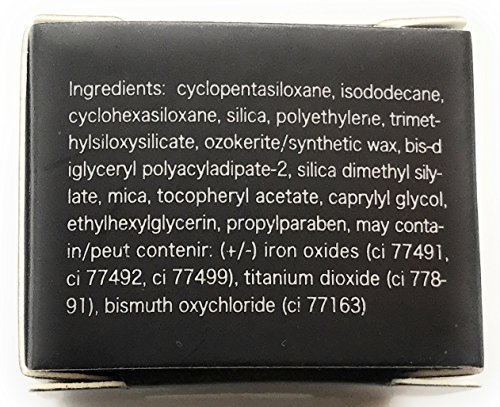 Ingredients: cyclopentasiloxane, isododecane,
cyclohexasiloxane, silica, polyethylene, trimet-
hylsiloxysilicate, ozokerite/synthetic wax, bis-d
iglyceryl polyacyladipate-2, silica dimethyl sily-
late, mica, tocopheryl acetate, caprylyl glycol,
ethylhexylglycerin, propylparaben, may conta-
in/peut contenir: (+/-) iron oxides (ci 77491,
ci 77492, ci 77499), titanium dioxide (ci 778-
91), bismuth oxychloride (ci 77163)